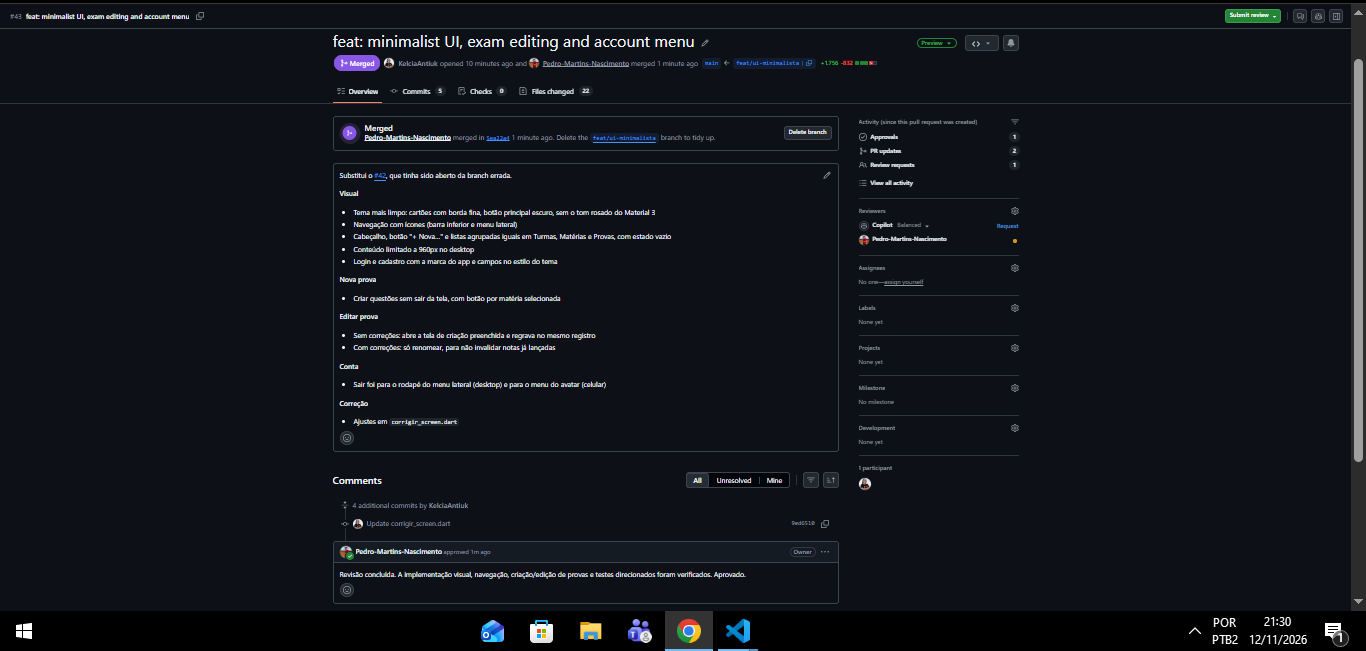 #43 feat: minimalist UI, exam editing and account menu
Submit review
feat: minimalist UI, exam editing and account menu
Preview
Merged KelciaAntiuk opened 10 minutes ago and Pedro-Martins-Nascimento merged 1 minute ago main feat/ui-minimalista +1.756 -832
Overview Commits 5 Checks 0 Files changed 22
Merged
Pedro-Martins-Nascimento merged in 5ea22a4 1 minute ago. Delete the feat/ui-minimalista branch to tidy up.
Delete branch
Substitui o #42, que tinha sido aberto da branch errada.
Visual
Tema mais limpo: cartões com borda fina, botão principal escuro, sem o tom rosado do Material 3
Navegação com ícones (barra inferior e menu lateral)
Cabeçalho, botão "+ Nova..." e listas agrupadas iguais em Turmas, Matérias e Provas, com estado vazio
Conteúdo limitado a 960px no desktop
Login e cadastro com a marca do app e campos no estilo do tema
Nova prova
Criar questões sem sair da tela, com botão por matéria selecionada
Editar prova
Sem correções: abre a tela de criação preenchida e regrava no mesmo registro
Com correções: só renomear, para não invalidar notas já lançadas
Conta
Sair foi para o rodapé do menu lateral (desktop) e para o menu do avatar (celular)
Correção
Ajustes em corrigir_screen.dart
Comments
All Unresolved Mine
4 additional commits by KelciaAntiuk
Update corrigir_screen.dart 9ed6510
Pedro-Martins-Nascimento approved 1m ago Owner
Revisão concluída. A implementação visual, navegação, criação/edição de provas e testes direcionados foram verificados. Aprovado.
Activity (since this pull request was created)
Approvals 1
PR updates 2
Review requests 1
View all activity
Reviewers
Copilot Balanced Request
Pedro-Martins-Nascimento
Assignees
No one—assign yourself
Labels
None yet
Projects
None yet
Milestone
No milestone
Development
None yet
1 participant
POR
PTB2
21:30
12/11/2026
1